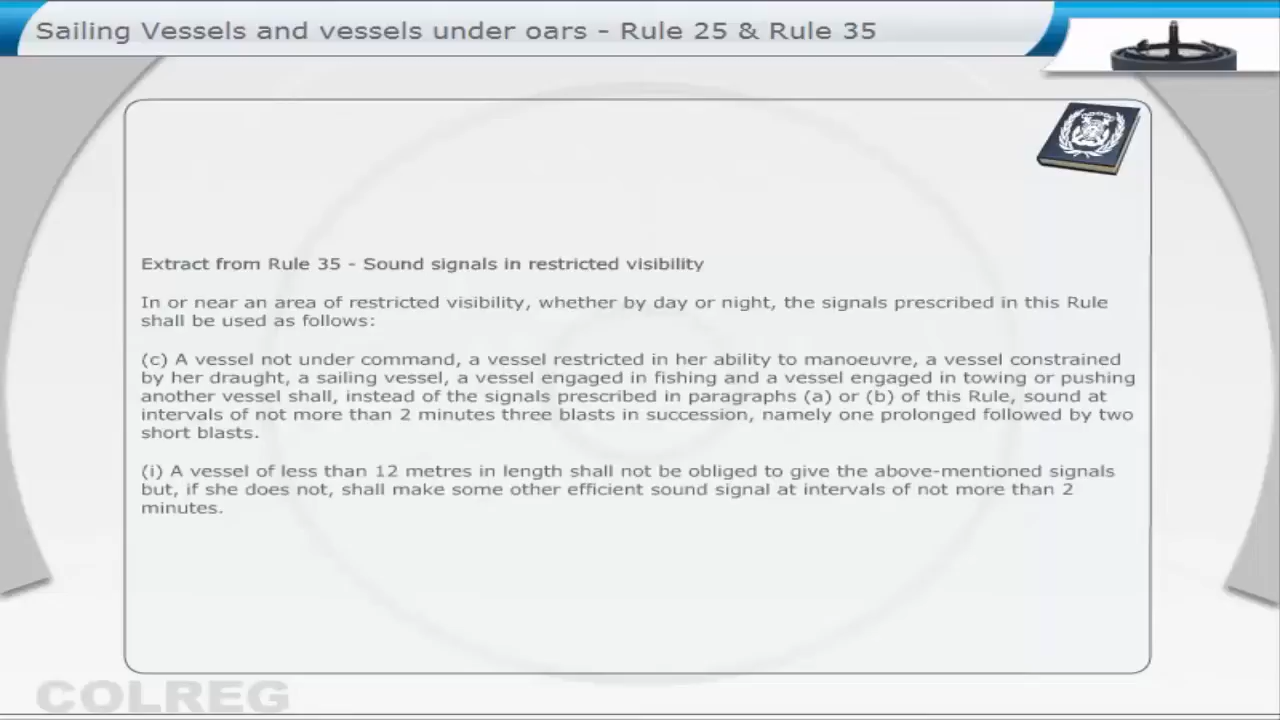 Sailing Vessels and vessels under oars - Rule 25 & Rule 35
Extract from Rule 35 - Sound signals in restricted visibility
In or near an area of restricted visibility, whether by day or night, the signals prescribed in this Rule
shall be used as follows:
(c) A vessel not under command, a vessel restricted in her ability to manoeuvre, a vessel constrained
by her draught, a sailing vessel, a vessel engaged in fishing and a vessel engaged in towing or pushing
another vessel shall, instead of the signals prescribed in paragraphs (a) or (b) of this Rule, sound at
intervals of not more than 2 minutes three blasts in succession, namely one prolonged followed by two
short blasts.
(i) A vessel of less than 12 metres in length shall not be obliged to give the above-mentioned signals
but, if she does not, shall make some other efficient sound signal at intervals of not more than 2
minutes.
COLREG